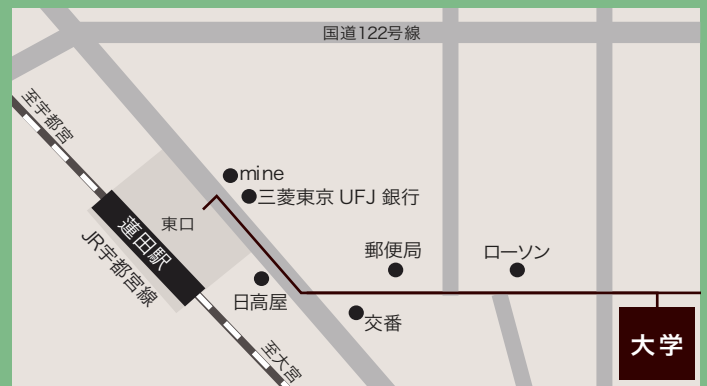 国道122号線
至宇都宮
mine
三菱東京 UFJ 銀行
東口
蓮田駅
JR宇都宮線
郵便局
ローソン
日高屋
交番
至大宮
大学